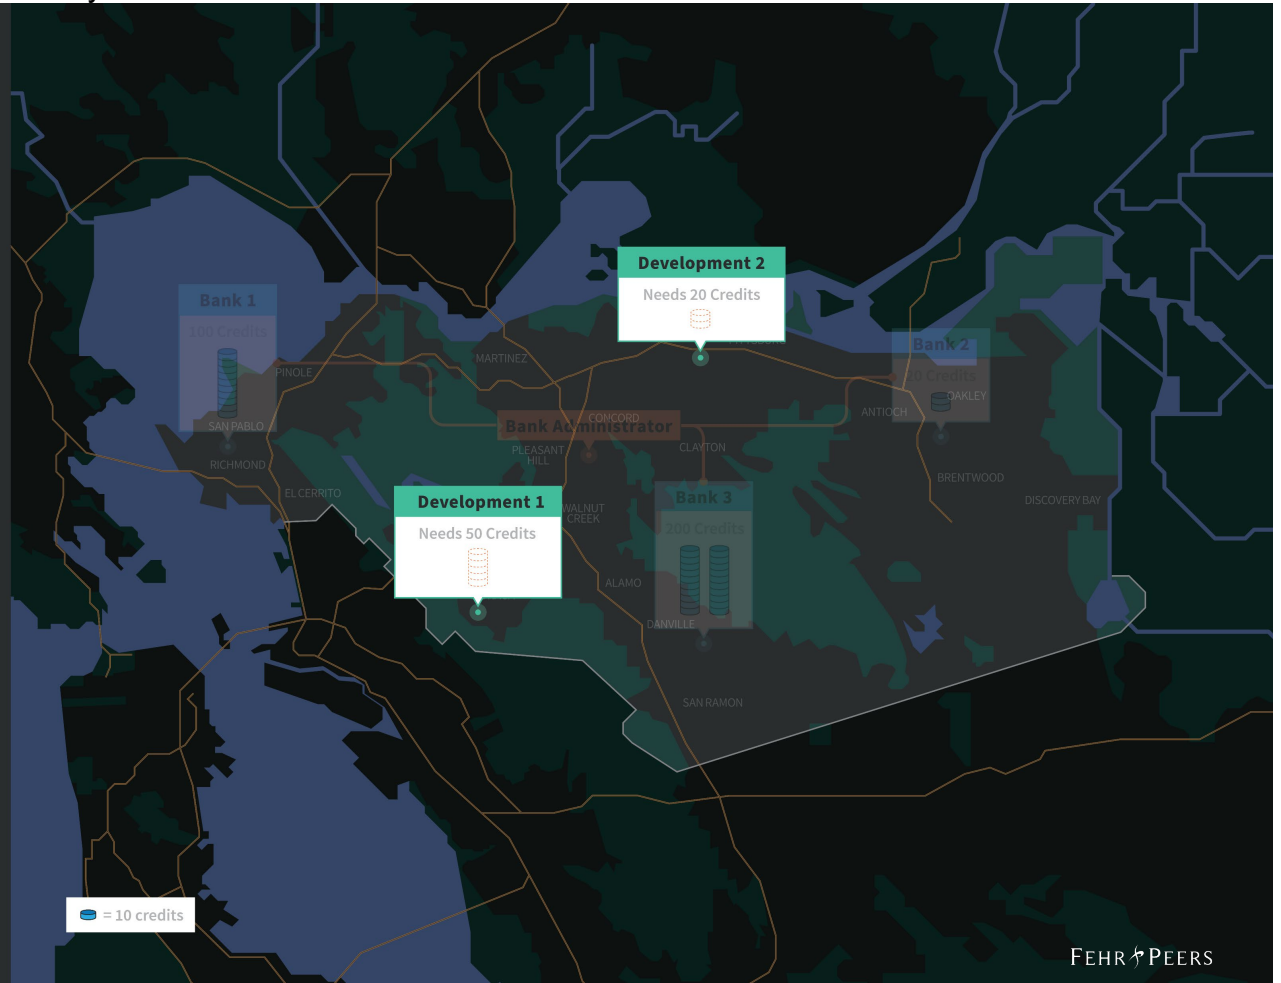 Development 2
Needs 20 Credits
Bank 1
100 Credits
Bank 2
Credits
MARTINEZ
PINOLE
OAKLEY
ANTIOCH
CONCORD
Bank Administrator
SAN PABLO
CLAYTON
PLEASANT
HILL
RICHMOND
BRENTWOOD
EL CERRITO
DISCOVERY BAY
Development 1
Needs 50 Credits
WALNUT
CREEK
Bank 3
200 Credits
ALAMO
DANVILLE
SAN RAMON
= 10 credits
FEHR PEERS